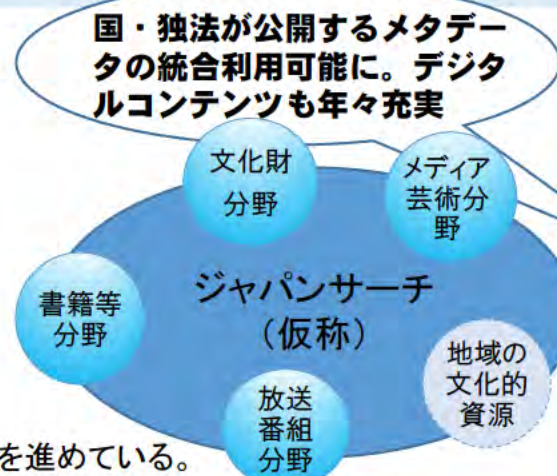 国・独法が公開するメタデー
タの統合利用可能に。デジタ
ルコンテンツも年々充実
文化財
分野
メディア
芸術分
野
書籍等
分野
ジャパンサーチ
（仮称）
地域の
文化的
資源
放送
番組
分野
を進めている。